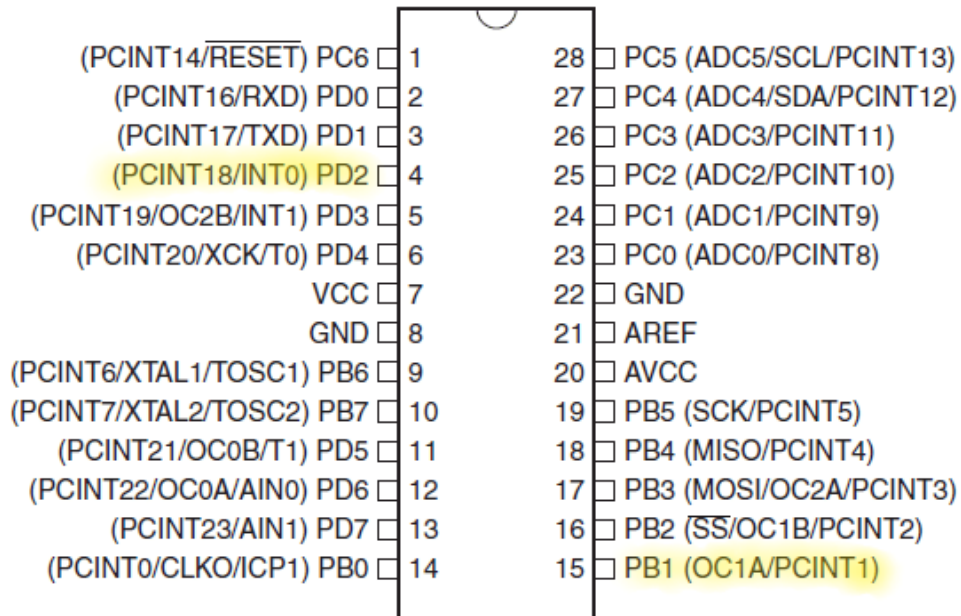 (PCINT14/RESET) PC6 1 28 PC5 (ADC5/SCL/PCINT13)
(PCINT16/RXD) PD0 2 27 PC4 (ADC4/SDA/PCINT12)
(PCINT17/TXD) PD1 3 26 PC3 (ADC3/PCINT11)
(PCINT18/INT0) PD2 4 25 PC2 (ADC2/PCINT10)
(PCINT19/OC2B/INT1) PD3 5 24 PC1 (ADC1/PCINT9)
(PCINT20/XCK/T0) PD4 6 23 PC0 (ADC0/PCINT8)
VCC 7 22 GND
GND 8 21 AREF
(PCINT6/XTAL1/TOSC1) PB6 9 20 AVCC
(PCINT7/XTAL2/TOSC2) PB7 10 19 PB5 (SCK/PCINT5)
(PCINT21/OC0B/T1) PD5 11 18 PB4 (MISO/PCINT4)
(PCINT22/OC0A/AIN0) PD6 12 17 PB3 (MOSI/OC2A/PCINT3)
(PCINT23/AIN1) PD7 13 16 PB2 (SS/OC1B/PCINT2)
(PCINT0/CLKO/ICP1) PB0 14 15 PB1 (OC1A/PCINT1)